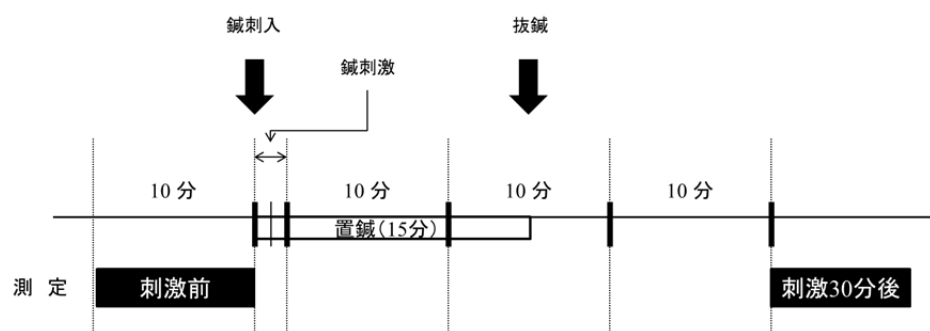 鍼刺入
抜鍼
鍼刺激
10 分
10 分
10 分
10 分
置鍼(15分)
測 定
刺激前
刺激30分後